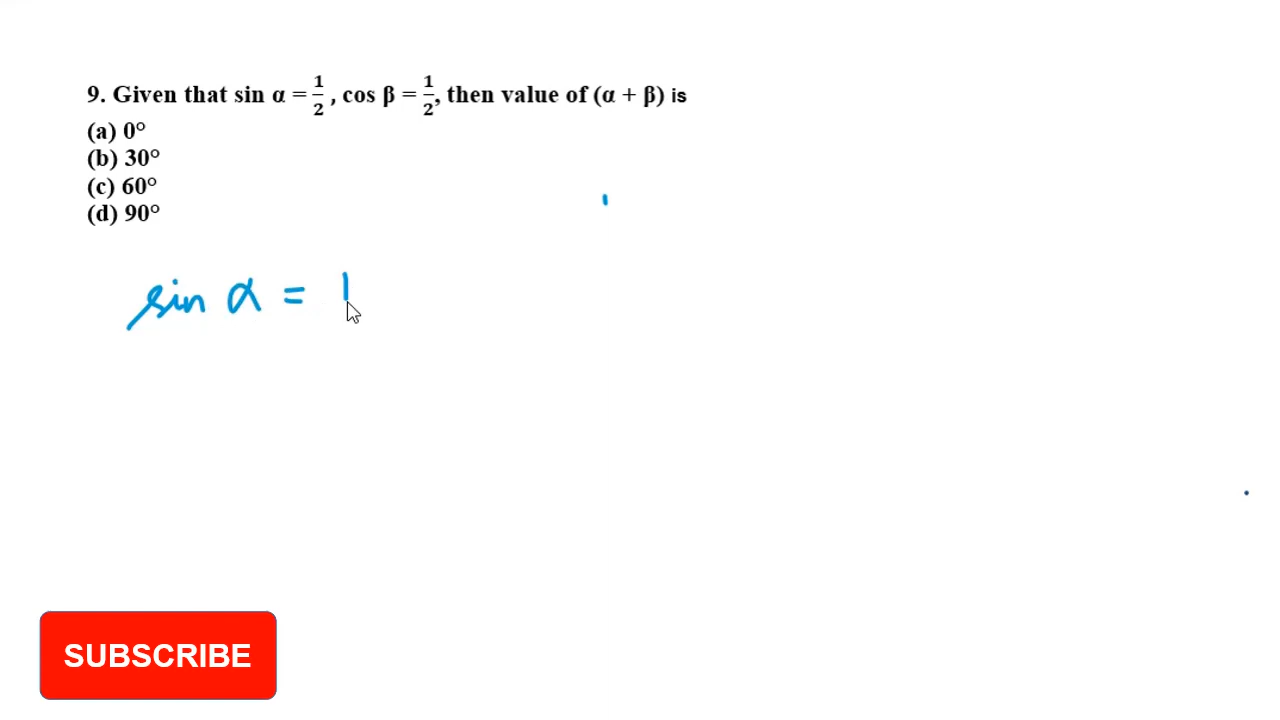 9. Given that sin α = 1/2 , cos β = 1/2, then value of (α + β) is
(a) 0°
(b) 30°
(c) 60°
(d) 90°
sin α = 1
SUBSCRIBE